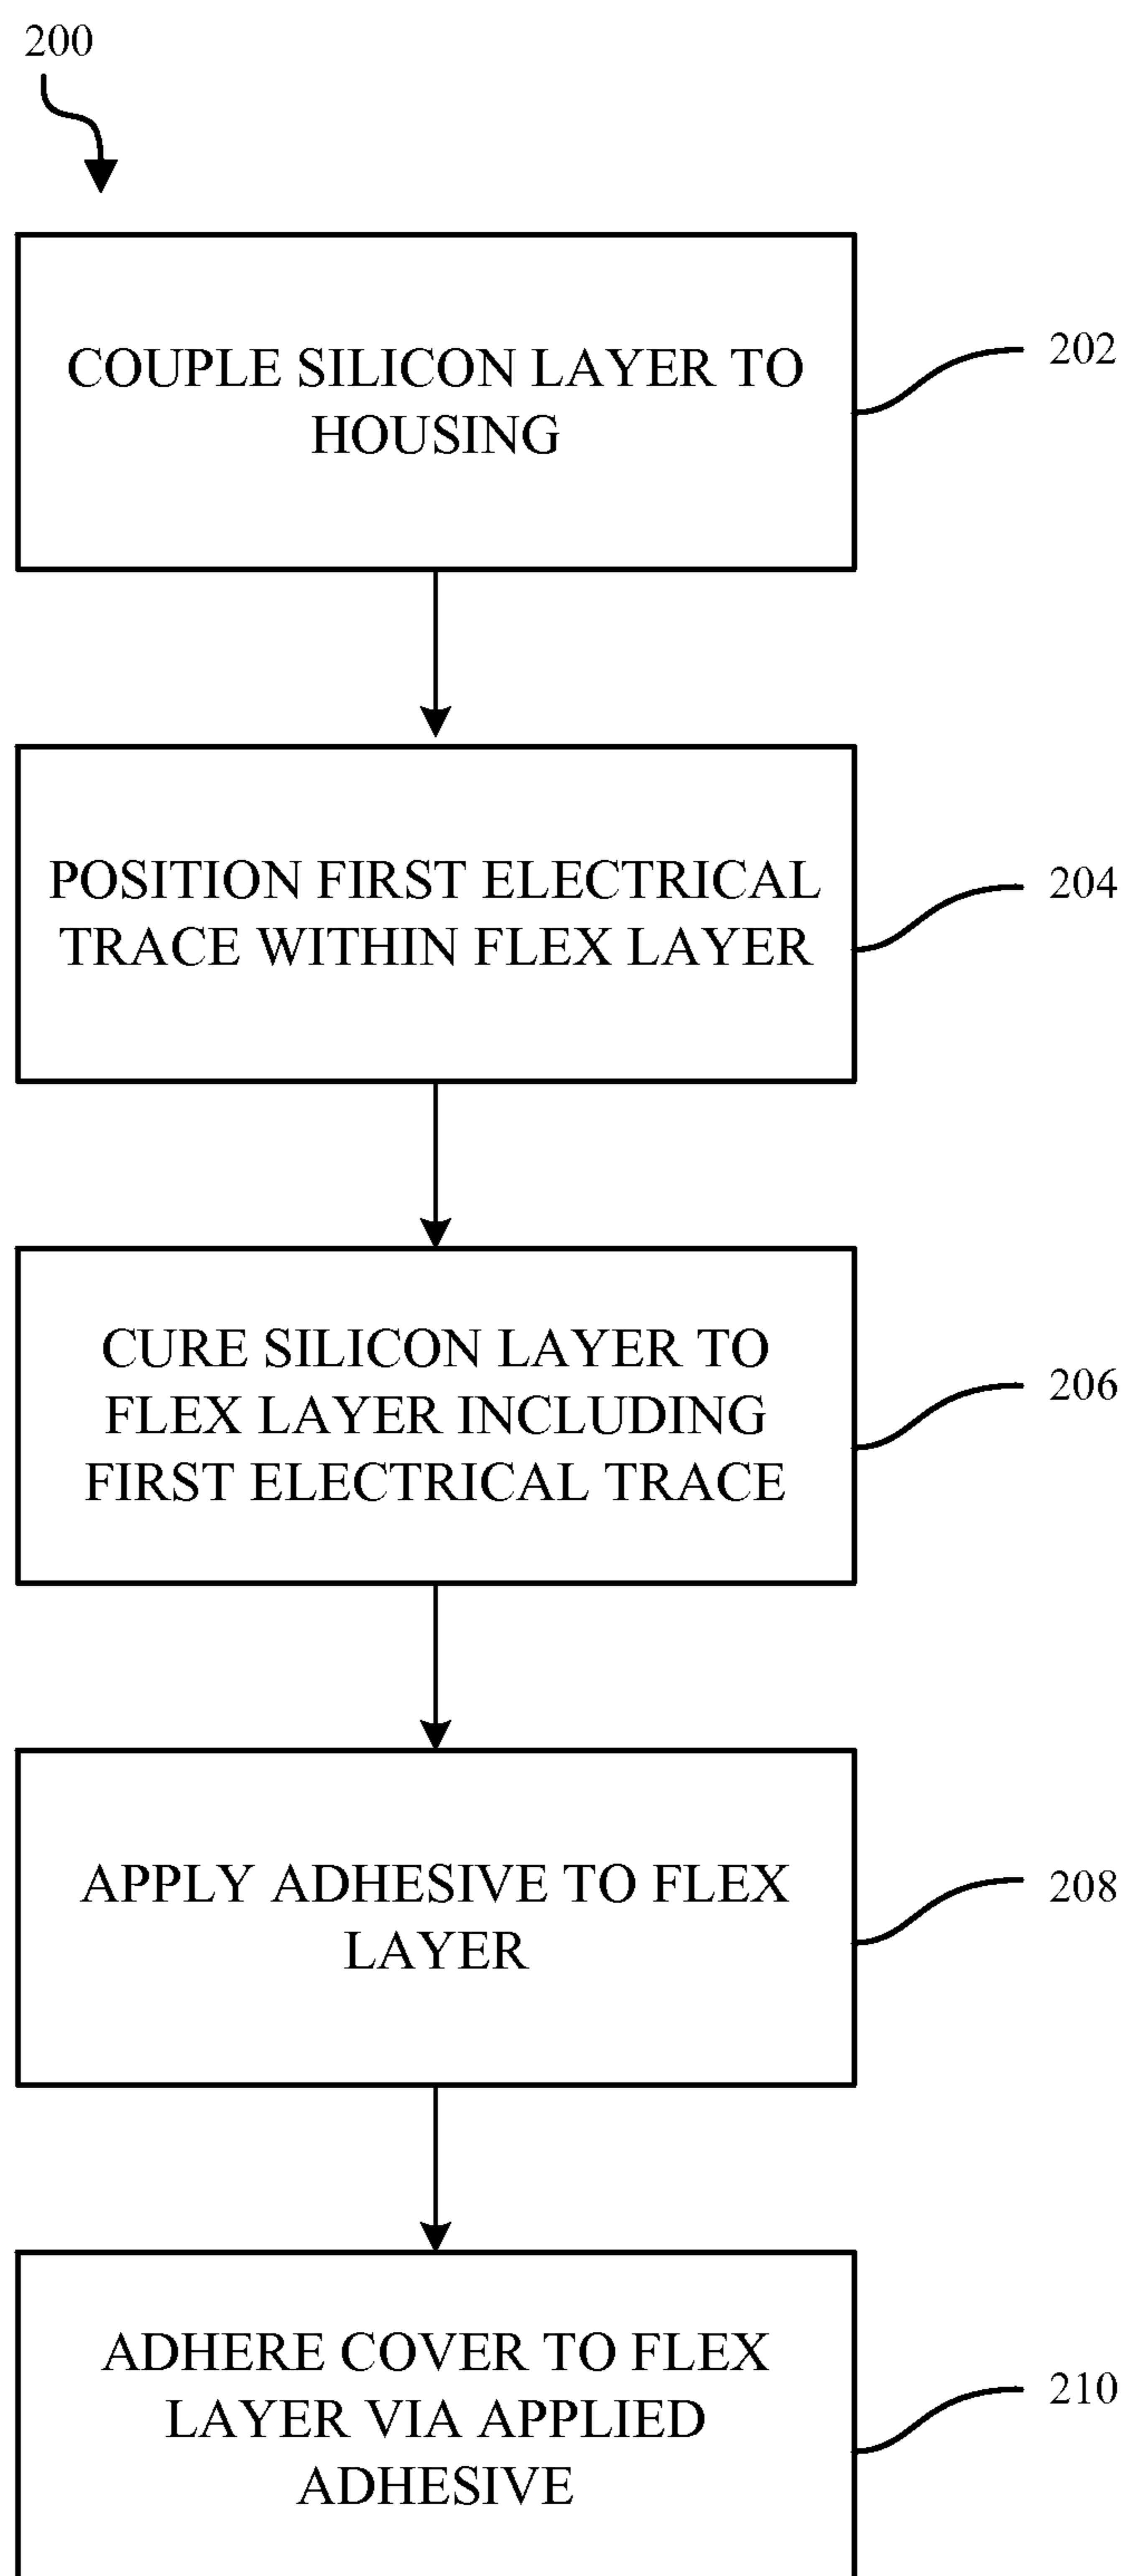 200
COUPLE SILICON LAYER TO
HOUSING
202
POSITION FIRST ELECTRICAL
TRACE WITHIN FLEX LAYER
204
CURE SILICON LAYER TO
FLEX LAYER INCLUDING
FIRST ELECTRICAL TRACE
206
APPLY ADHESIVE TO FLEX
LAYER
208
ADHERE COVER TO FLEX
LAYER VIA APPLIED
ADHESIVE
210